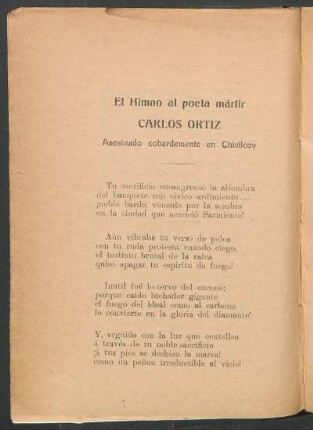 El Himno al poeta mártir
CARLOS ORTIZ
Asesinado cobardemente en Chivilcoy
Tu sacrificio ensangrentó la alfombra
del banquete con cívico ardimiento...
¡noble bardo, vencido por la sombra
en la ciudad que acarició Sarmiento!
Aún vibraba tu verso de pelea
con tu ruda protesta cuando ciego,
el instinto brutal de la ralea
quiso apagar tu espíritu de fuego!
Inútil fué lo torvo del encono;
porque caído luchador gigante
el fuego del ideal como al carbono
lo convierte en la gloria del diamante!
Y, erguido con la luz que centellea
a través de tu noble sacrificio
¡á tus pies se deshizo la marea!
como un peñon irreductible al vicio!